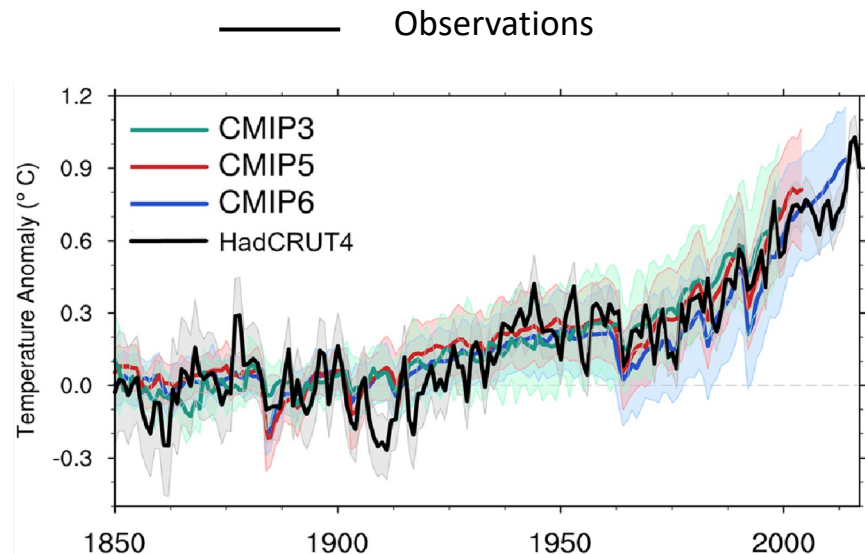 Observations
1.2
0.9
0.6
0.3
0.0
-0.3
Temperature Anomaly (° C)
CMIP3
CMIP5
CMIP6
HadCRUT4
1850 1900 1950 2000